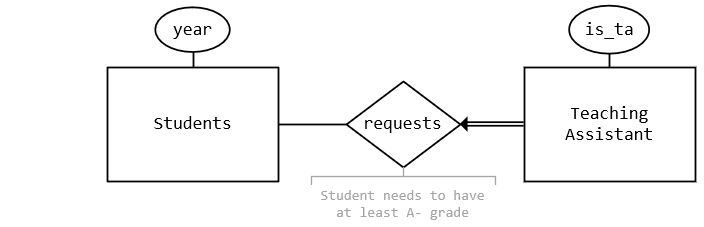 year
is_ta
Students
requests
Teaching
Assistant
Student needs to have
at least A- grade